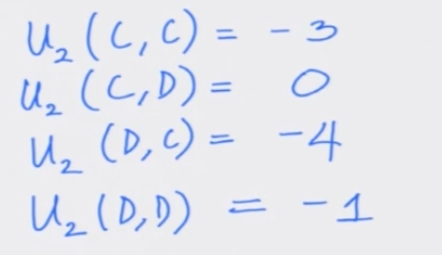 U₂ (C, C) = - 3
U₂ (C, D) = 0
U₂ (D, C) = -4
U₂ (D, D) = - 1